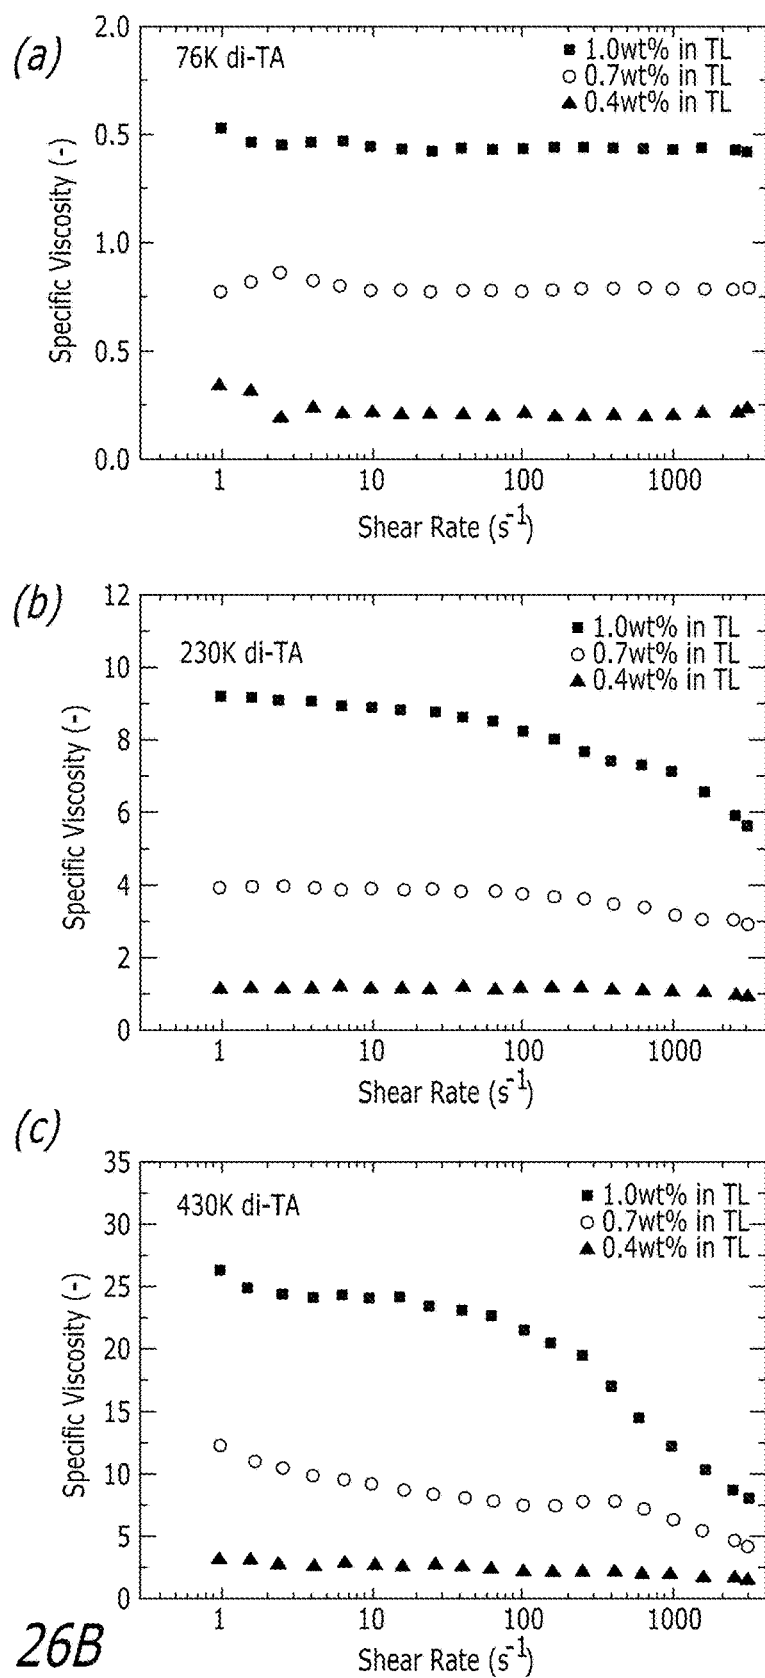 (a)
76K di-TA
1.0wt% in TL
0.7wt% in TL
0.4wt% in TL
2.0
0.5
1.0
0.5
0.0
Specific Viscosity (-)
1 10 100 1000
Shear Rate (s⁻¹)
(b)
230K di-TA
1.0wt% in TL
0.7wt% in TL
0.4wt% in TL
12
10
8
6
4
2
0
Specific Viscosity (-)
1 10 100 1000
Shear Rate (s⁻¹)
(c)
430K di-TA
1.0wt% in TL
0.7wt% in TL
0.4wt% in TL
35
30
25
20
15
10
5
0
Specific Viscosity (-)
1 10 100 1000
Shear Rate (s⁻¹)
26B